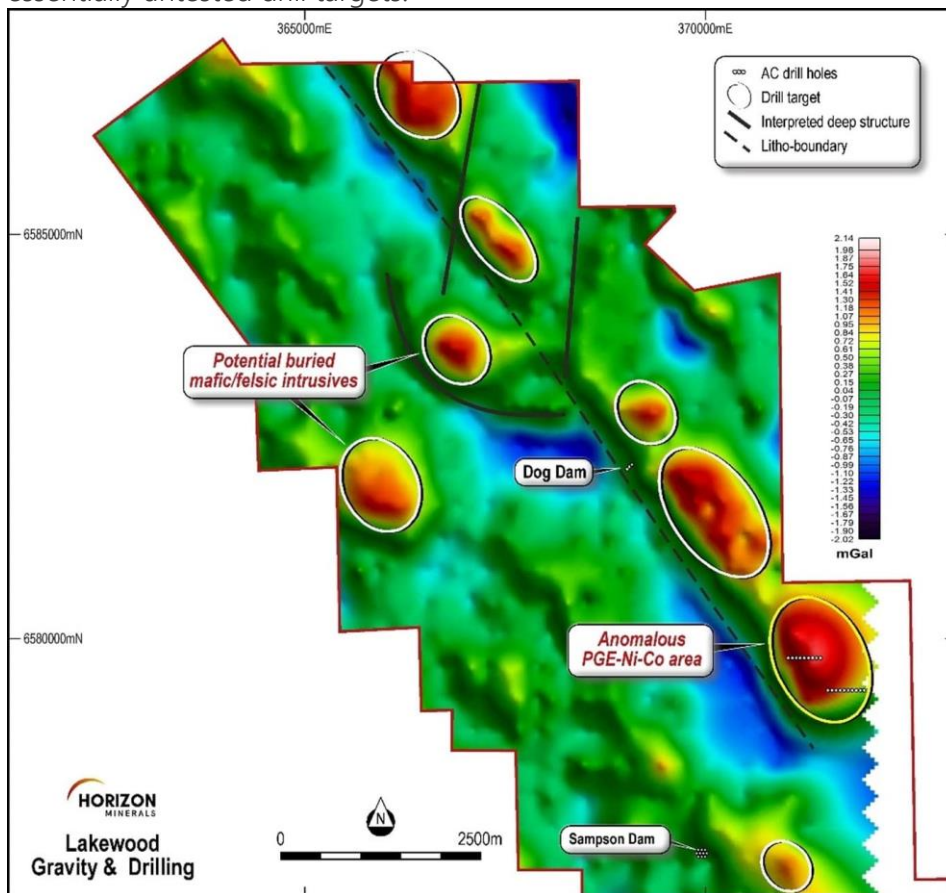 essentially untested drill targets.
365000mE
370000mE
AC drill holes
Drill target
Interpreted deep structure
Litho-boundary
6585000mN
2.14
1.98
1.87
1.75
1.64
1.52
1.41
1.30
1.18
1.07
0.95
0.84
0.72
0.61
0.50
0.38
0.27
0.15
0.04
-0.07
-0.19
-0.30
-0.42
-0.53
-0.65
-0.76
-0.87
-0.99
-1.10
-1.22
-1.33
-1.45
-1.56
-1.67
-1.79
-1.90
-2.02
mGal
Potential buried
mafic/felsic intrusives
Dog Dam
6580000mN
Anomalous
PGE-Ni-Co area
HORIZON
MINERALS
Lakewood
Gravity & Drilling
N
0
2500m
Sampson Dam